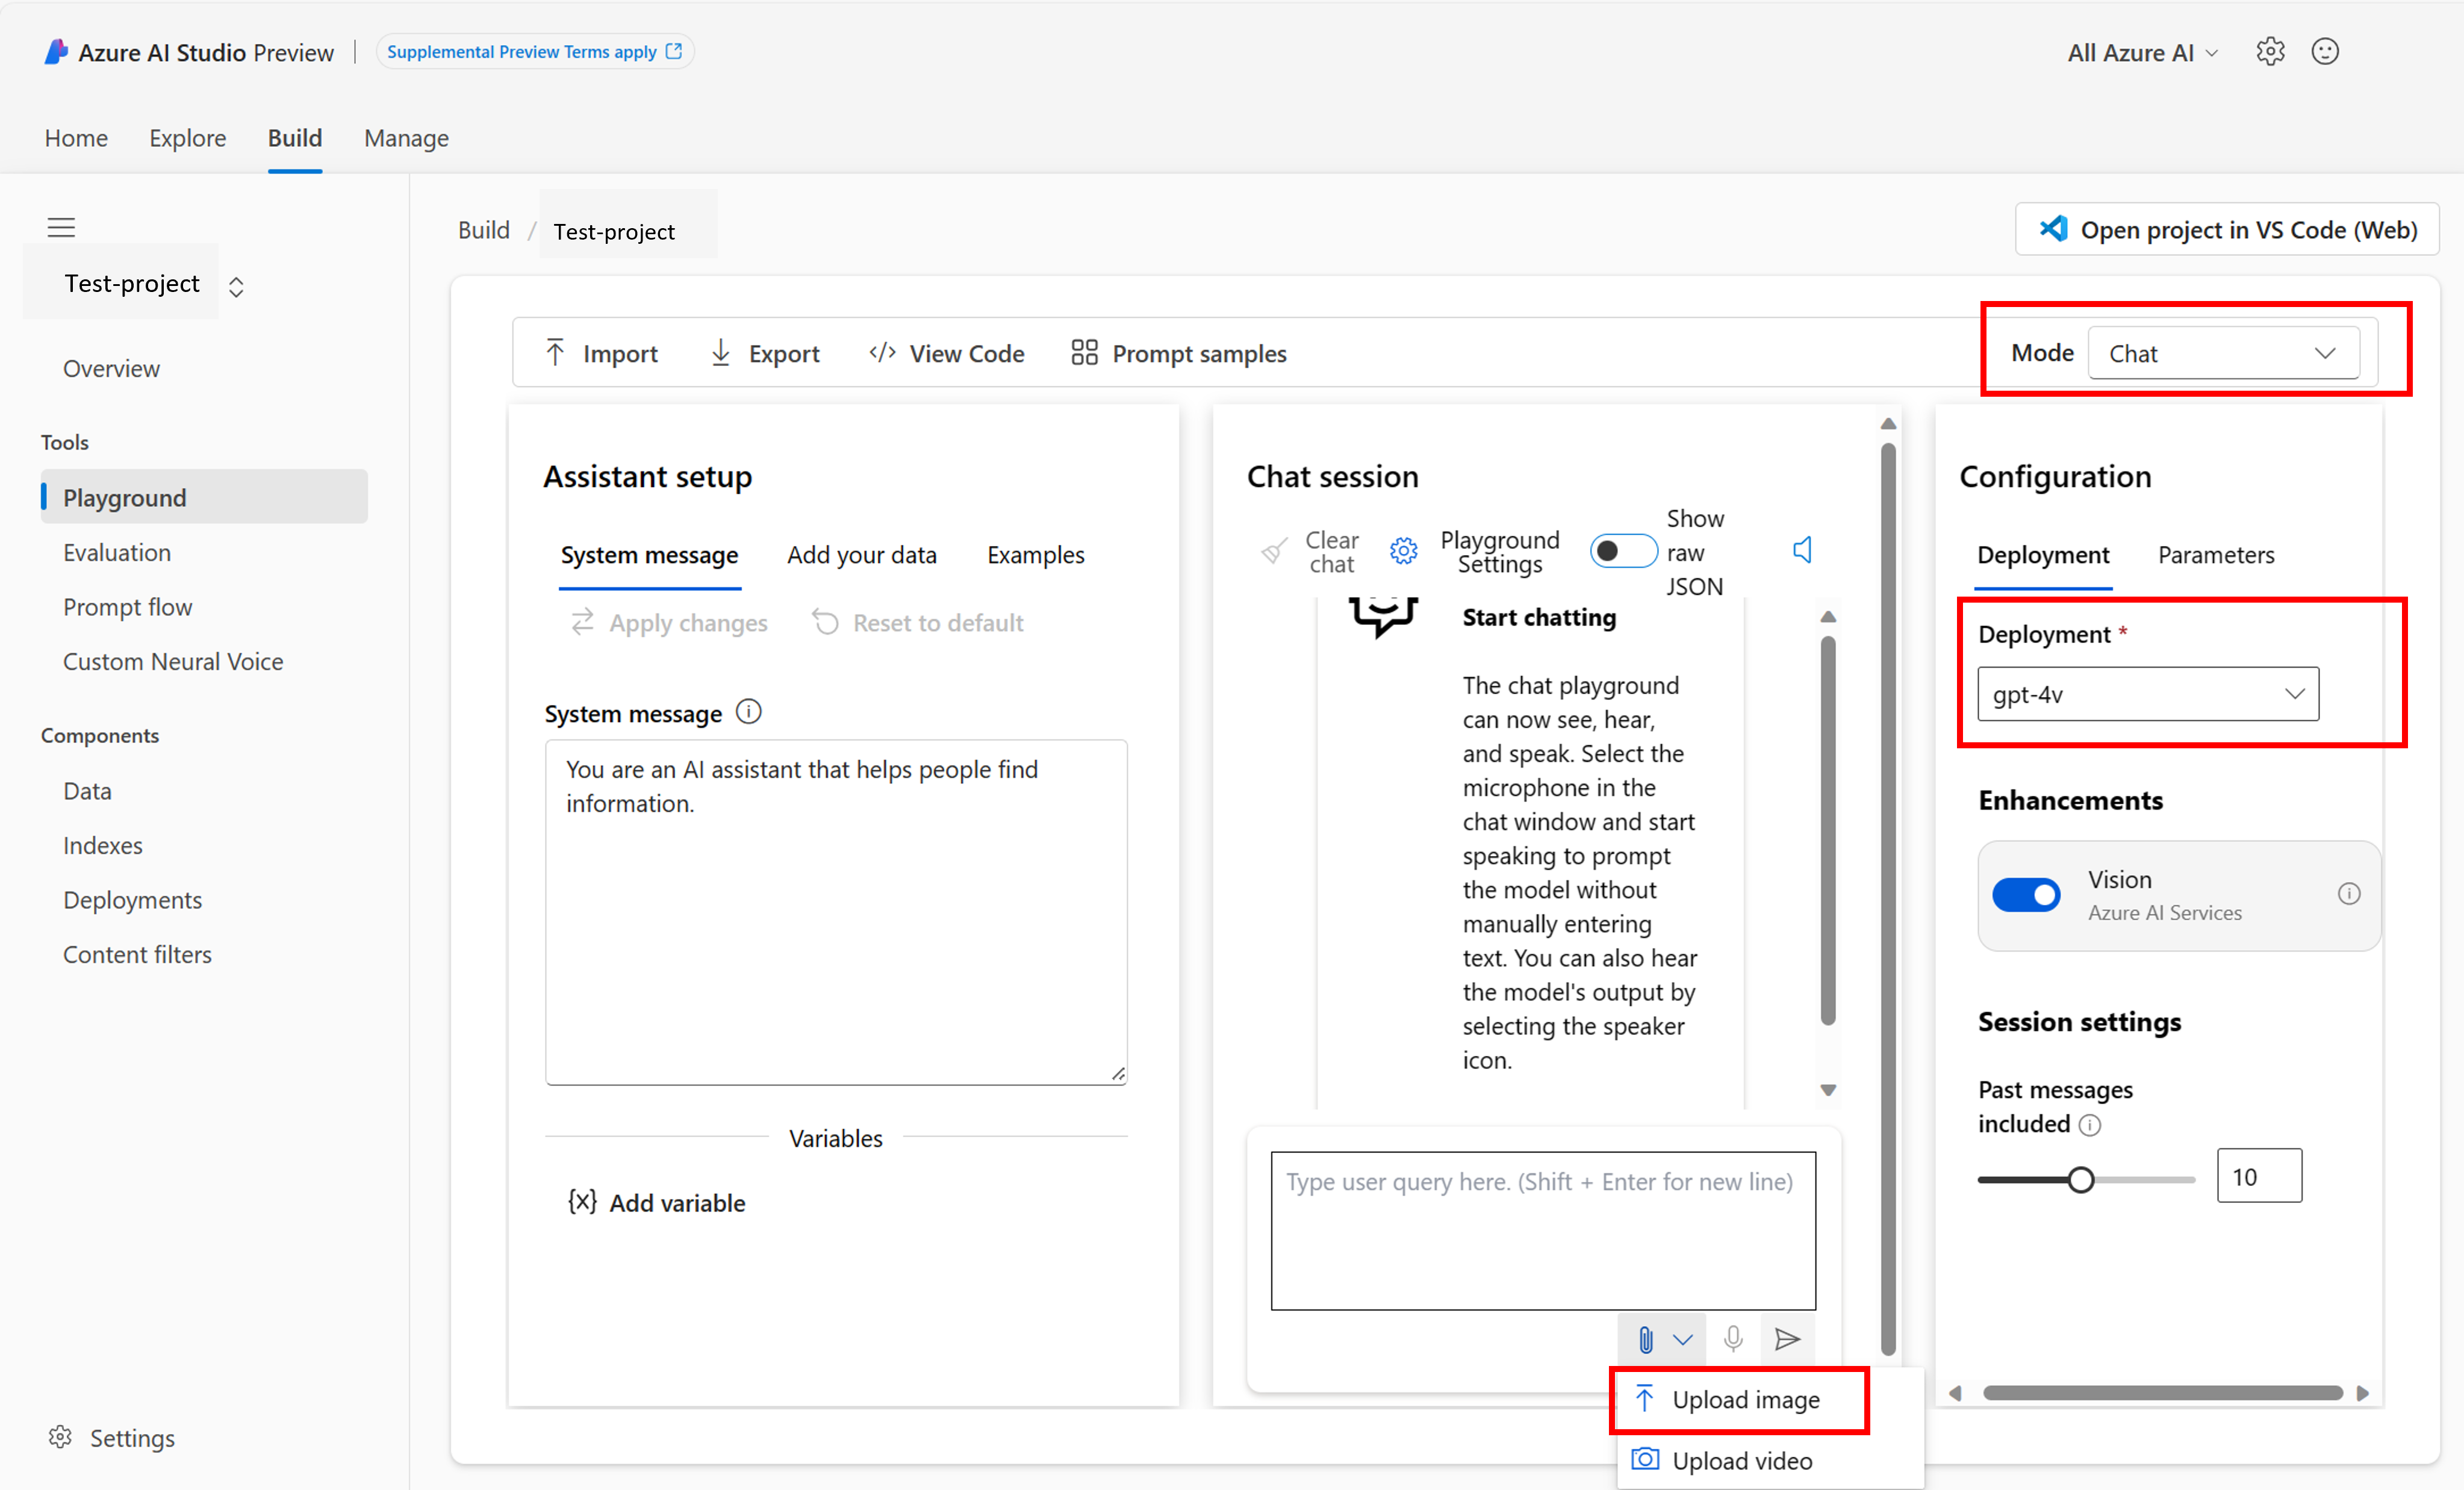 Azure AI Studio Preview
Supplemental Preview Terms apply
All Azure AI
Home Explore Build Manage
Build / Test-project
Open project in VS Code (Web)
Test-project
Overview
Tools
Playground
Evaluation
Prompt flow
Custom Neural Voice
Components
Data
Indexes
Deployments
Content filters
Settings
Import Export </> View Code Prompt samples
Mode Chat
Assistant setup
System message Add your data Examples
Apply changes Reset to default
System message
You are an AI assistant that helps people find
information.
Variables
{x} Add variable
Chat session
Clear
chat
Playground
Settings
Show
raw
JSON
Start chatting
The chat playground
can now see, hear,
and speak. Select the
microphone in the
chat window and start
speaking to prompt
the model without
manually entering
text. You can also hear
the model's output by
selecting the speaker
icon.
Type user query here. (Shift + Enter for new line)
Upload image
Upload video
Configuration
Deployment Parameters
Deployment *
gpt-4v
Enhancements
Vision
Azure AI Services
Session settings
Past messages
included
10